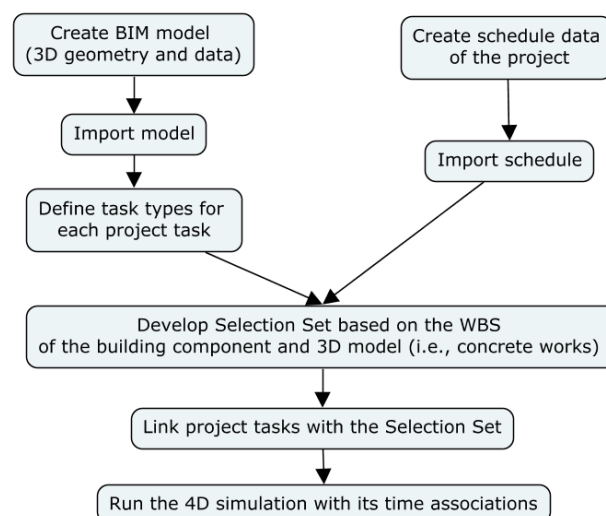 Create BIM model
(3D geometry and data)
Create schedule data
of the project
Import model
Import schedule
Define task types for
each project task
Develop Selection Set based on the WBS
of the building component and 3D model (i.e., concrete works)
Link project tasks with the Selection Set
Run the 4D simulation with its time associations